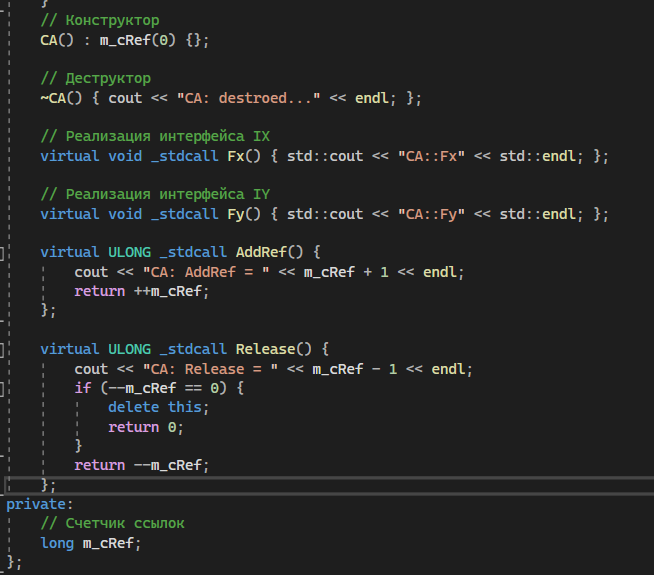 }
// Конструктор
CA() : m_cRef(0) {};
// Деструктор
~CA() { cout << "CA: destroed..." << endl; };
// Реализация интерфейса IX
virtual void _stdcall Fx() { std::cout << "CA::Fx" << std::endl; };
// Реализация интерфейса IY
virtual void _stdcall Fy() { std::cout << "CA::Fy" << std::endl; };
virtual ULONG _stdcall AddRef() {
cout << "CA: AddRef = " << m_cRef + 1 << endl;
return ++m_cRef;
};
virtual ULONG _stdcall Release() {
cout << "CA: Release = " << m_cRef - 1 << endl;
if (--m_cRef == 0) {
delete this;
return 0;
}
return --m_cRef;
};
private:
// Счетчик ссылок
long m_cRef;
};